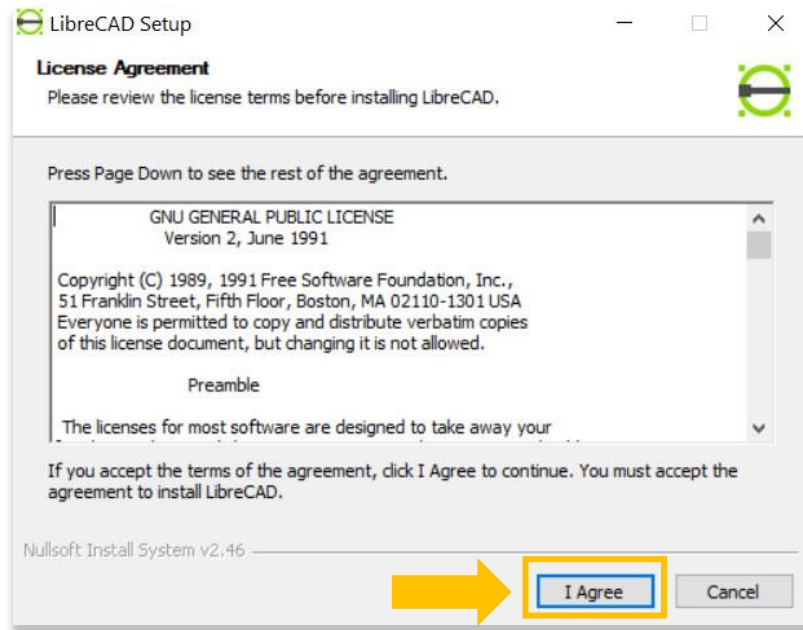 LibreCAD Setup
License Agreement
Please review the license terms before installing LibreCAD.
Press Page Down to see the rest of the agreement.
GNU GENERAL PUBLIC LICENSE
Version 2, June 1991
Copyright (C) 1989, 1991 Free Software Foundation, Inc.,
51 Franklin Street, Fifth Floor, Boston, MA 02110-1301 USA
Everyone is permitted to copy and distribute verbatim copies
of this license document, but changing it is not allowed.
Preamble
The licenses for most software are designed to take away your
If you accept the terms of the agreement, click I Agree to continue. You must accept the
agreement to install LibreCAD.
Nullsoft Install System v2.46
I Agree
Cancel